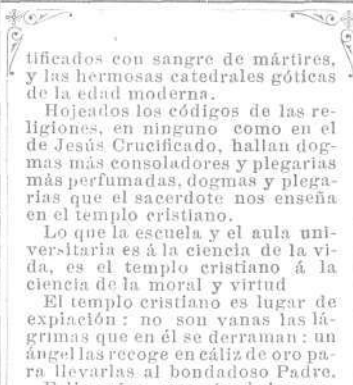 tificados con sangre de mártires,
y las hermosas catedrales góticas
de la edad moderna.
Hojeados los códigos de las re-
ligiones, en ninguno como en el
de Jesús Crucificado, hallan dog-
mas más consoladores y plegarias
más perfumadas, dogmas y plega-
rias que el sacerdote nos enseña
en el templo cristiano.
Lo que la escuela y el aula uni-
versitaria es á la ciencia de la vi-
da, es el templo cristiano á la
ciencia de la moral y virtud
El templo cristiano es lugar de
expiación : no son vanas las lá-
grimas que en él se derraman : un
ángel las recoge en cáliz de oro pa-
ra llevarlas al bondadoso Padre.